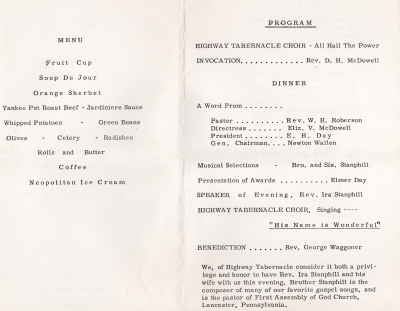 MENU
Fruit Cup
Soup Du Jour
Orange Sherbet
Yankee Pot Roast Beef - Jardiniere Sauce
Whipped Potatoes - Green Beans
Olives - Celery - Radishes
Rolls and Butter
Coffee
Neopolitan Ice Cream
PROGRAM
HIGHWAY TABERNACLE CHOIR - All Hail The Power
INVOCATION............. Rev. D. H. McDowell
DINNER
A Word From ........
Pastor .......... Rev. W. H. Roberson
Directress ....... Eliz. V. McDowell
President ........ E. H. Day
Gen. Chairman.... Newton Wallen
Musical Selections - Bro. and Sis. Stanphill
Presentation of Awards .......... Elmer Day
SPEAKER of Evening, Rev. Ira Stanphill
HIGHWAY TABERNACLE CHOIR, Singing ----
"His Name is Wonderful"
BENEDICTION ....... Rev. George Waggoner
We, of Highway Tabernacle consider it both a privi-
lege and honor to have Rev. Ira Stanphill and his
wife with us this evening. Brother Stanphill is the
composer of many of our favorite gospel songs, and
is the pastor of First Assembly of God Church,
Lancaster, Pennsylvania.